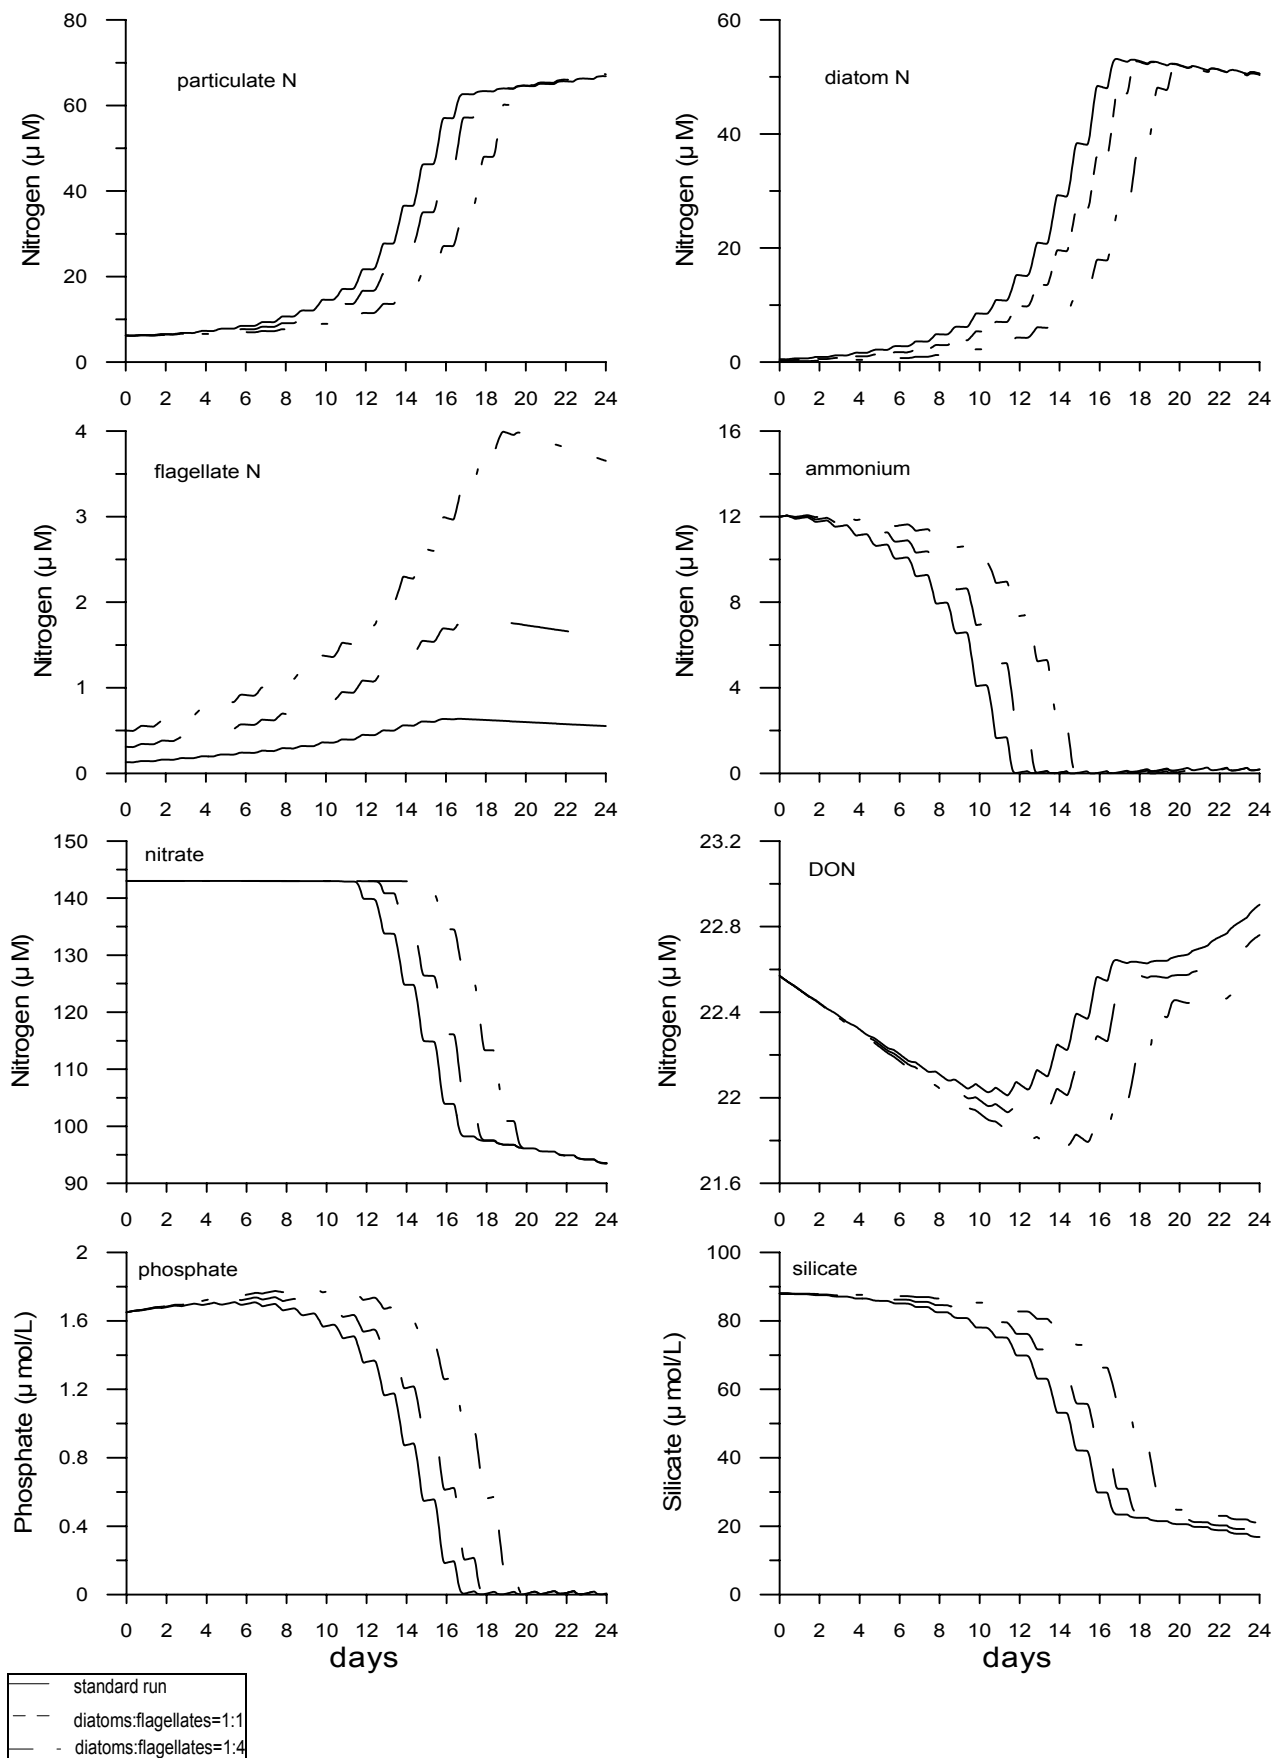 particulate N
Nitrogen (µ M)
80
60
40
20
0
0 2 4 6 8 10 12 14 16 18 20 22 24
diatom N
Nitrogen (µ M)
60
40
20
0
0 2 4 6 8 10 12 14 16 18 20 22 24
flagellate N
Nitrogen (µ M)
4
3
2
1
0
0 2 4 6 8 10 12 14 16 18 20 22 24
ammonium
Nitrogen (µ M)
16
12
8
4
0
0 2 4 6 8 10 12 14 16 18 20 22 24
nitrate
Nitrogen (µ M)
150
140
130
120
110
100
90
0 2 4 6 8 10 12 14 16 18 20 22 24
DON
Nitrogen (µ M)
23.2
22.8
22.4
22
21.6
0 2 4 6 8 10 12 14 16 18 20 22 24
phosphate
Phosphate (µ mol/L)
2
1.6
1.2
0.8
0.4
0
0 2 4 6 8 10 12 14 16 18 20 22 24
days
silicate
Silicate (µ mol/L)
100
80
60
40
20
0
0 2 4 6 8 10 12 14 16 18 20 22 24
days
standard run
diatoms:flagellates=1:1
diatoms:flagellates=1:4